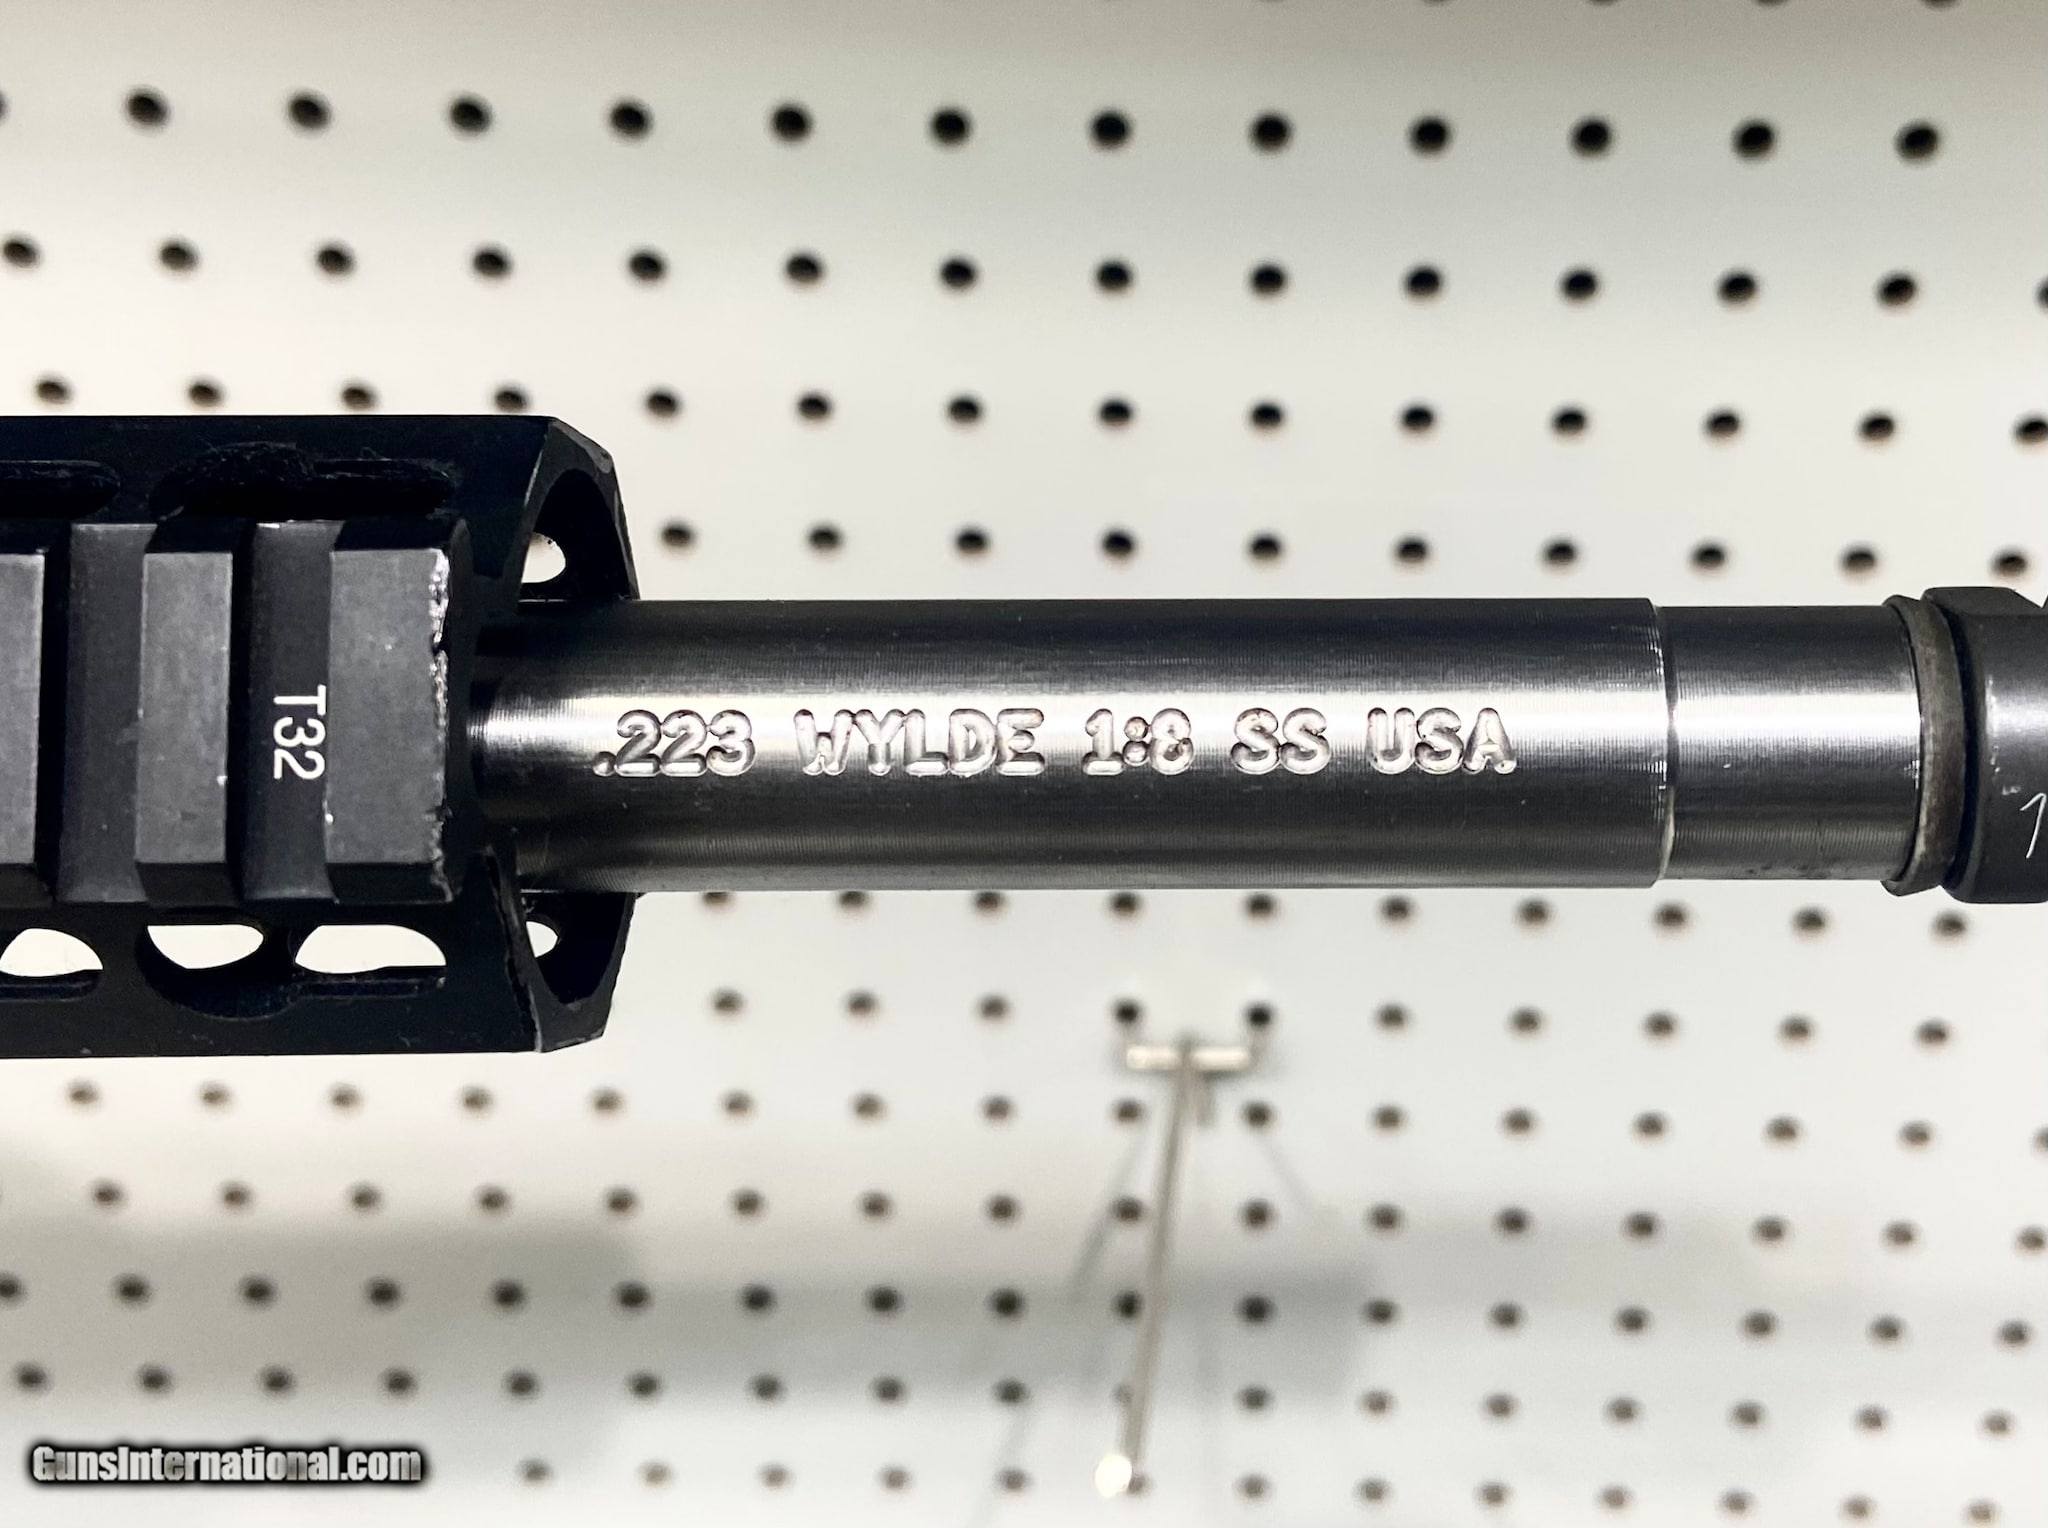 .223 WYLDE 1:8 SS USA
T32
GunsInternational.com